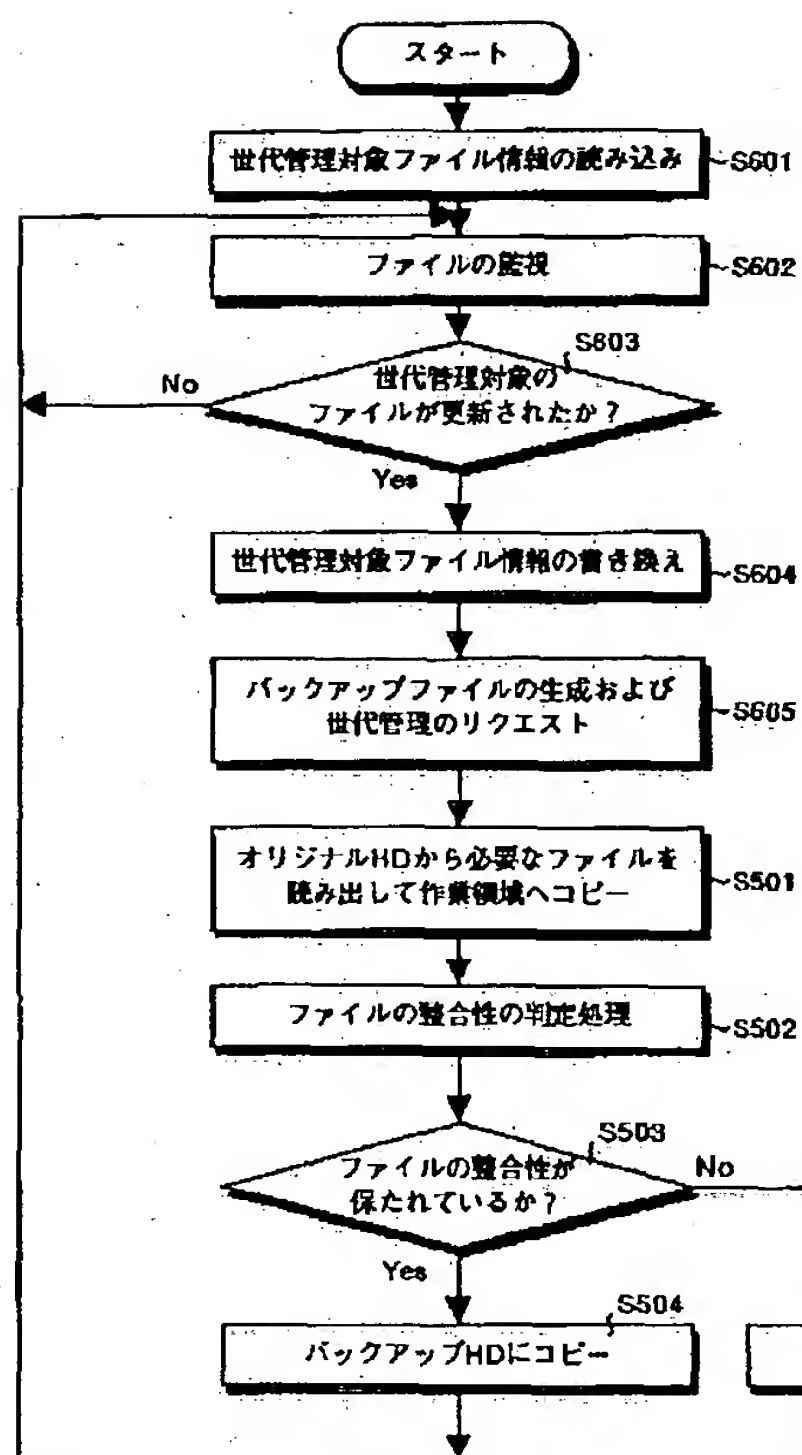 スタート
世代管理対象ファイル情報の読み込み
S601
ファイルの監視
S602
S603
世代管理対象の
ファイルが更新されたか？
No
Yes
世代管理対象ファイル情報の書き換え
S604
バックアップファイルの生成および
世代管理のリクエスト
S605
オリジナルHDから必要なファイルを
読み出して作業領域へコピー
S501
ファイルの整合性の判定処理
S502
S503
ファイルの整合性が
保たれているか？
No
Yes
S504
バックアップHDにコピー